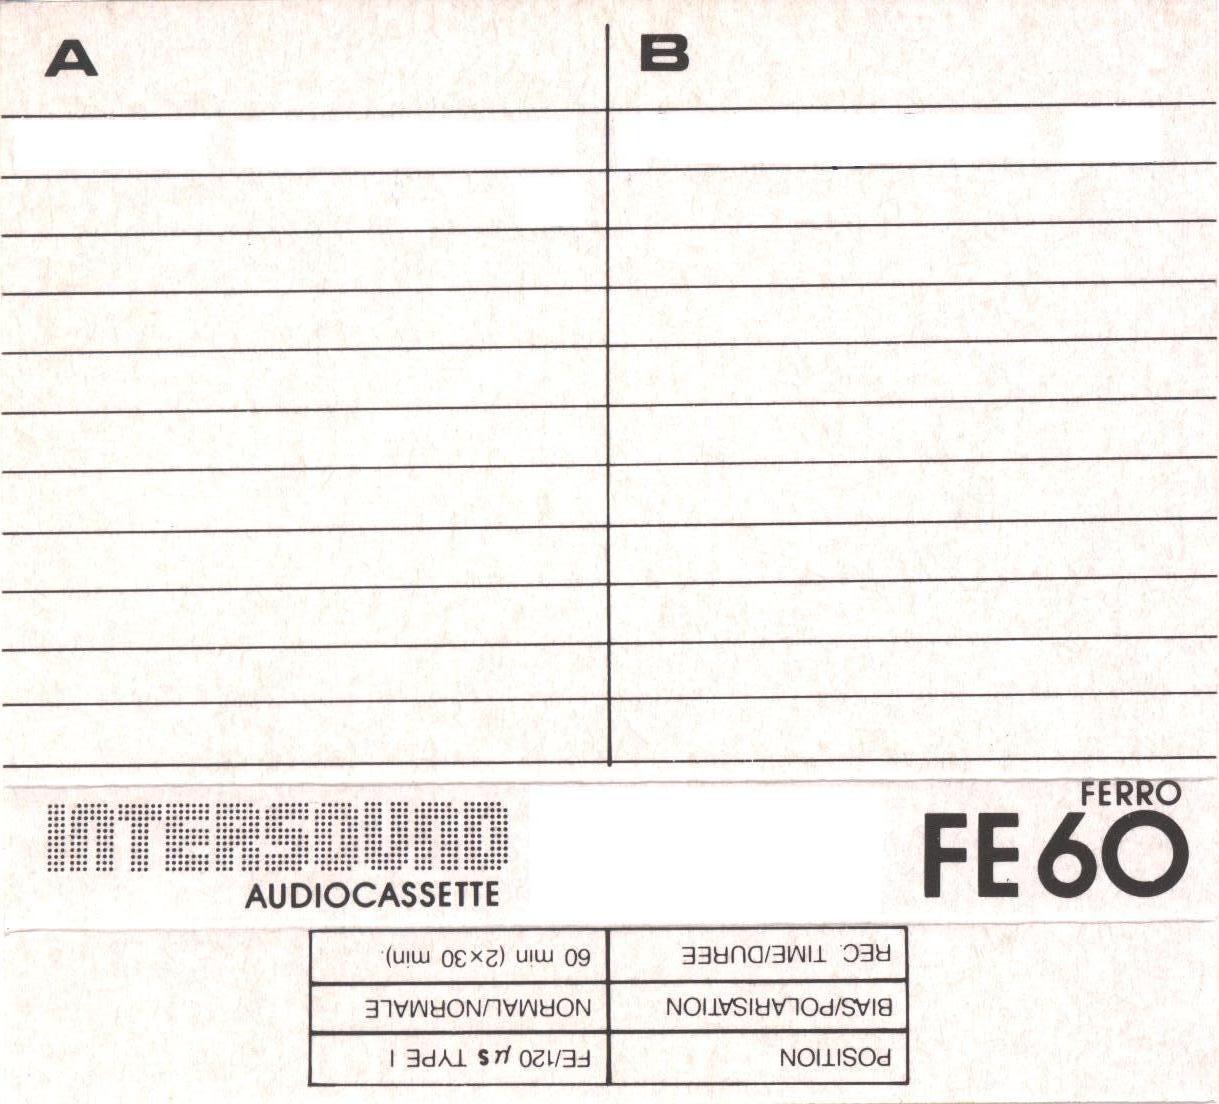 A
B
INTERSOUND
AUDIOCASSETTE
FERRO
FE 60
POSITION FE/120 µs TYPE I
BIAS/POLARISATION NORMAL/NORMALE
REC. TIME/DUREE 60 min (2×30 min).